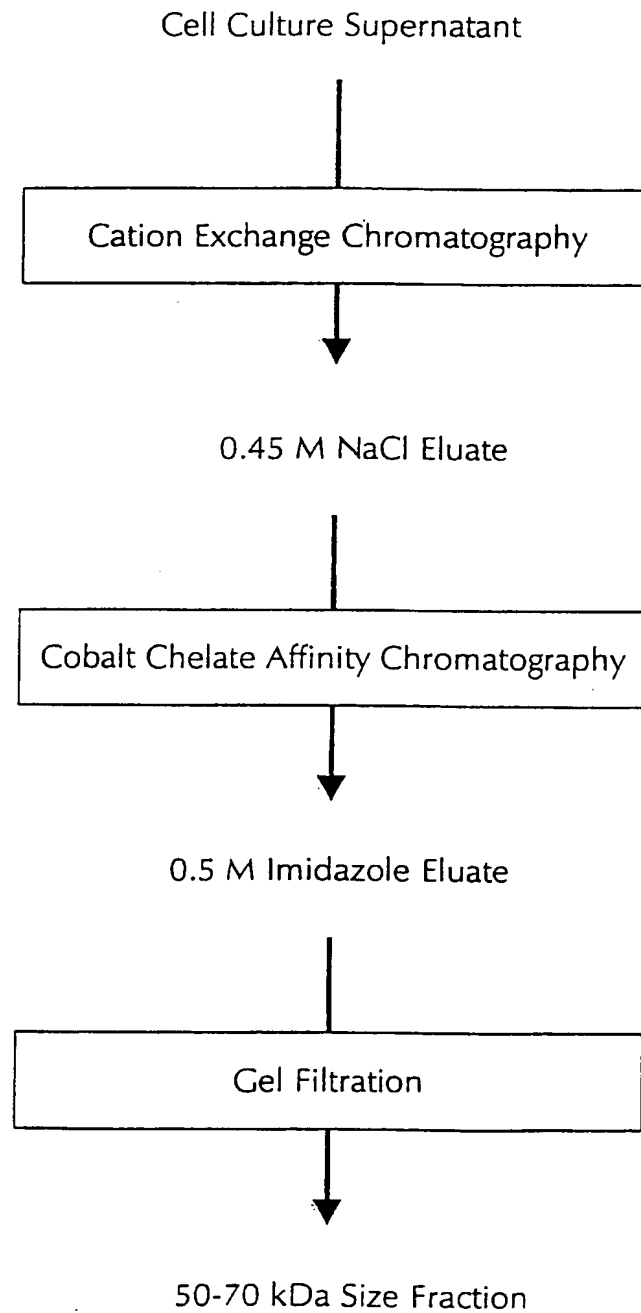 Cell Culture Supernatant
Cation Exchange Chromatography
0.45 M NaCl Eluate
Cobalt Chelate Affinity Chromatography
0.5 M Imidazole Eluate
Gel Filtration
50-70 kDa Size Fraction